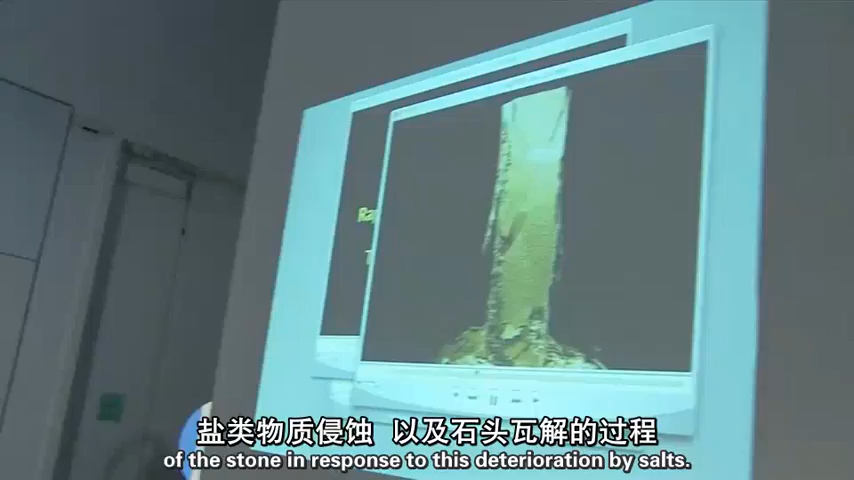 Ra
T
盐类物质侵蚀 以及石头瓦解的过程
of the stone in response to this deterioration by salts.